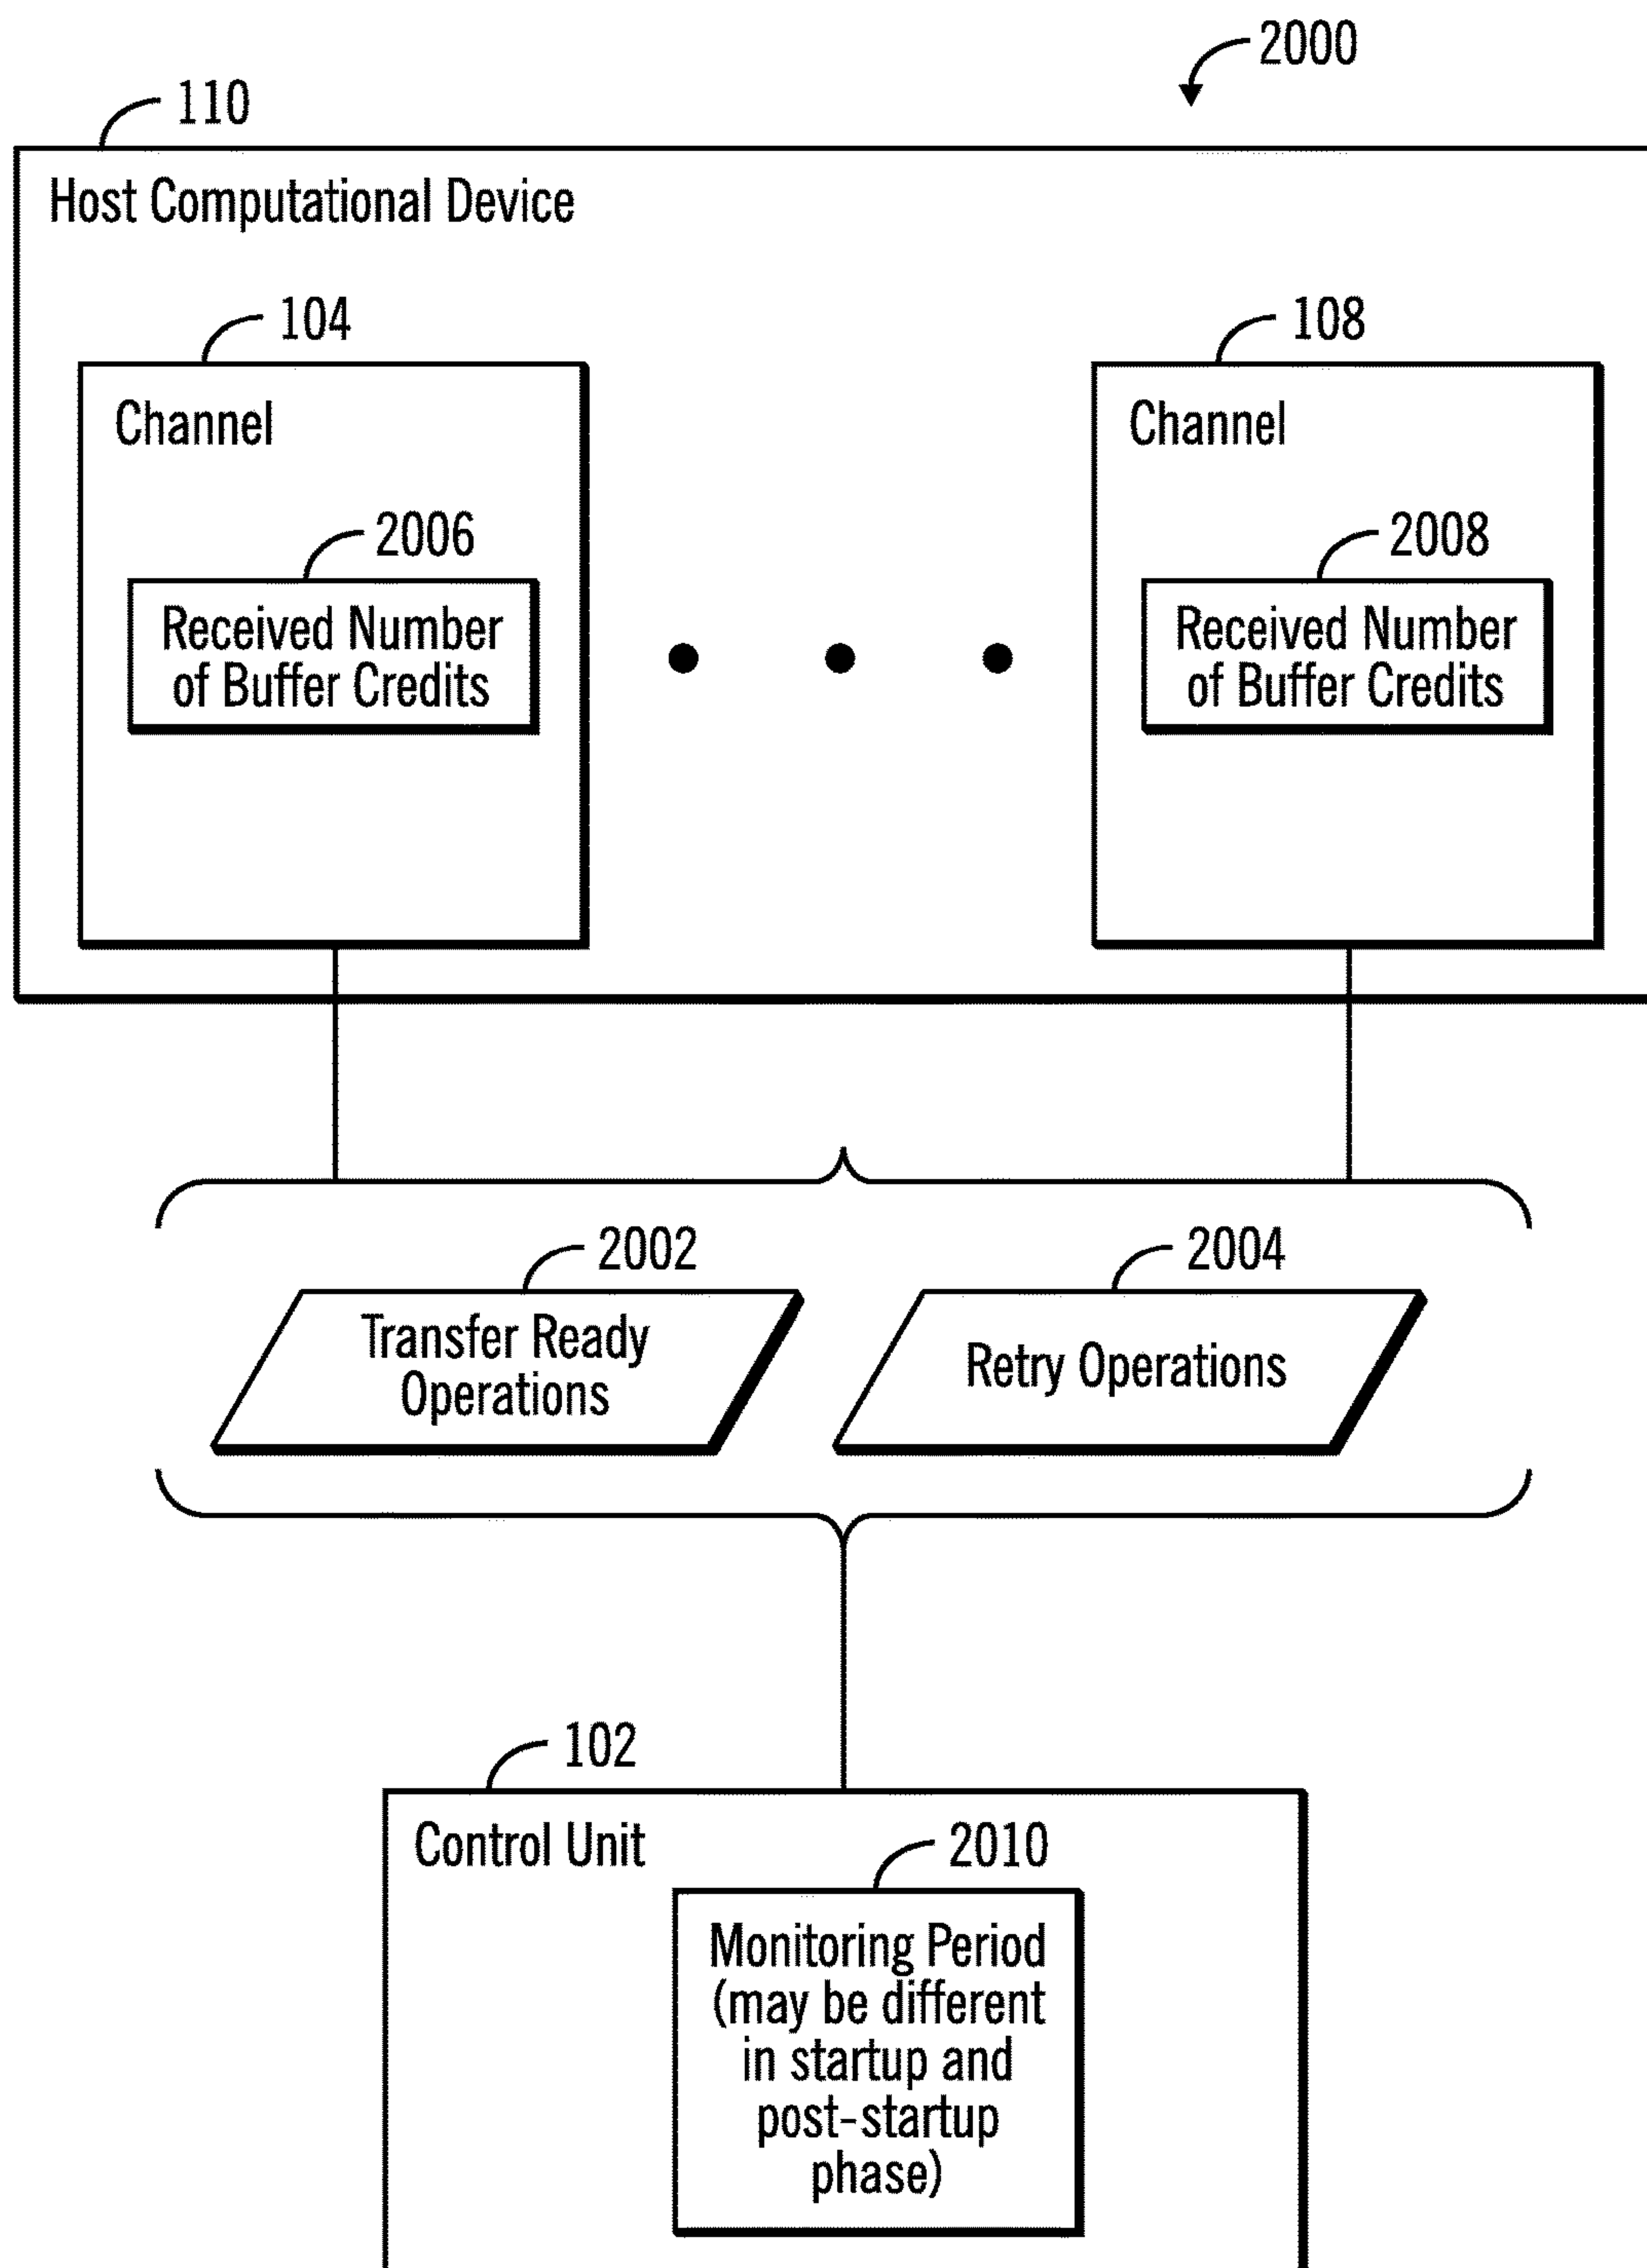 2000
110
Host Computational Device
104
108
Channel
Channel
2006
2008
Received Number
of Buffer Credits
Received Number
of Buffer Credits
2002
2004
Transfer Ready
Operations
Retry Operations
102
Control Unit
2010
Monitoring Period
(may be different
in startup and
post-startup
phase)